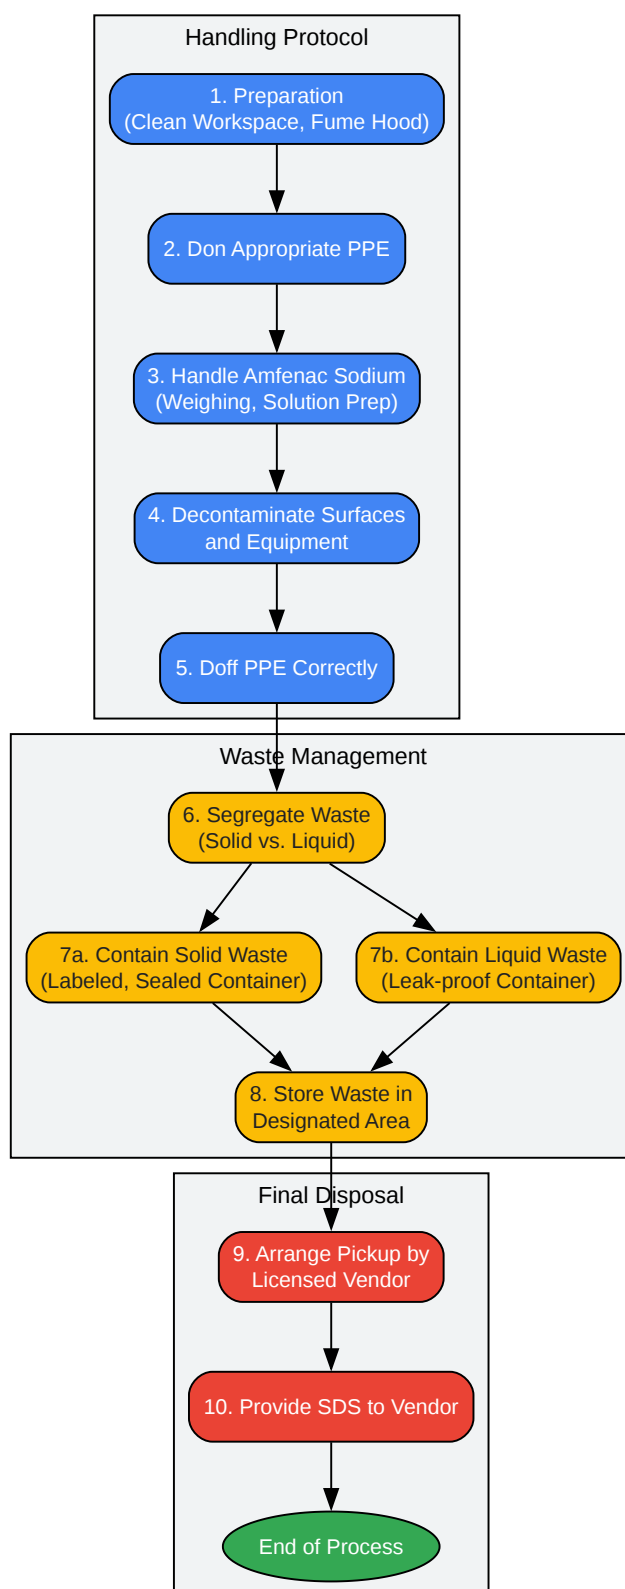 Handling Protocol
1. Preparation
(Clean Workspace, Fume Hood)
2. Don Appropriate PPE
3. Handle Amfenac Sodium
(Weighing, Solution Prep)
4. Decontaminate Surfaces
and Equipment
5. Doff PPE Correctly
Waste Management
6. Segregate Waste
(Solid vs. Liquid)
7a. Contain Solid Waste
(Labeled, Sealed Container)
7b. Contain Liquid Waste
(Leak-proof Container)
8. Store Waste in
Designated Area
Final Disposal
9. Arrange Pickup by
Licensed Vendor
10. Provide SDS to Vendor
End of Process